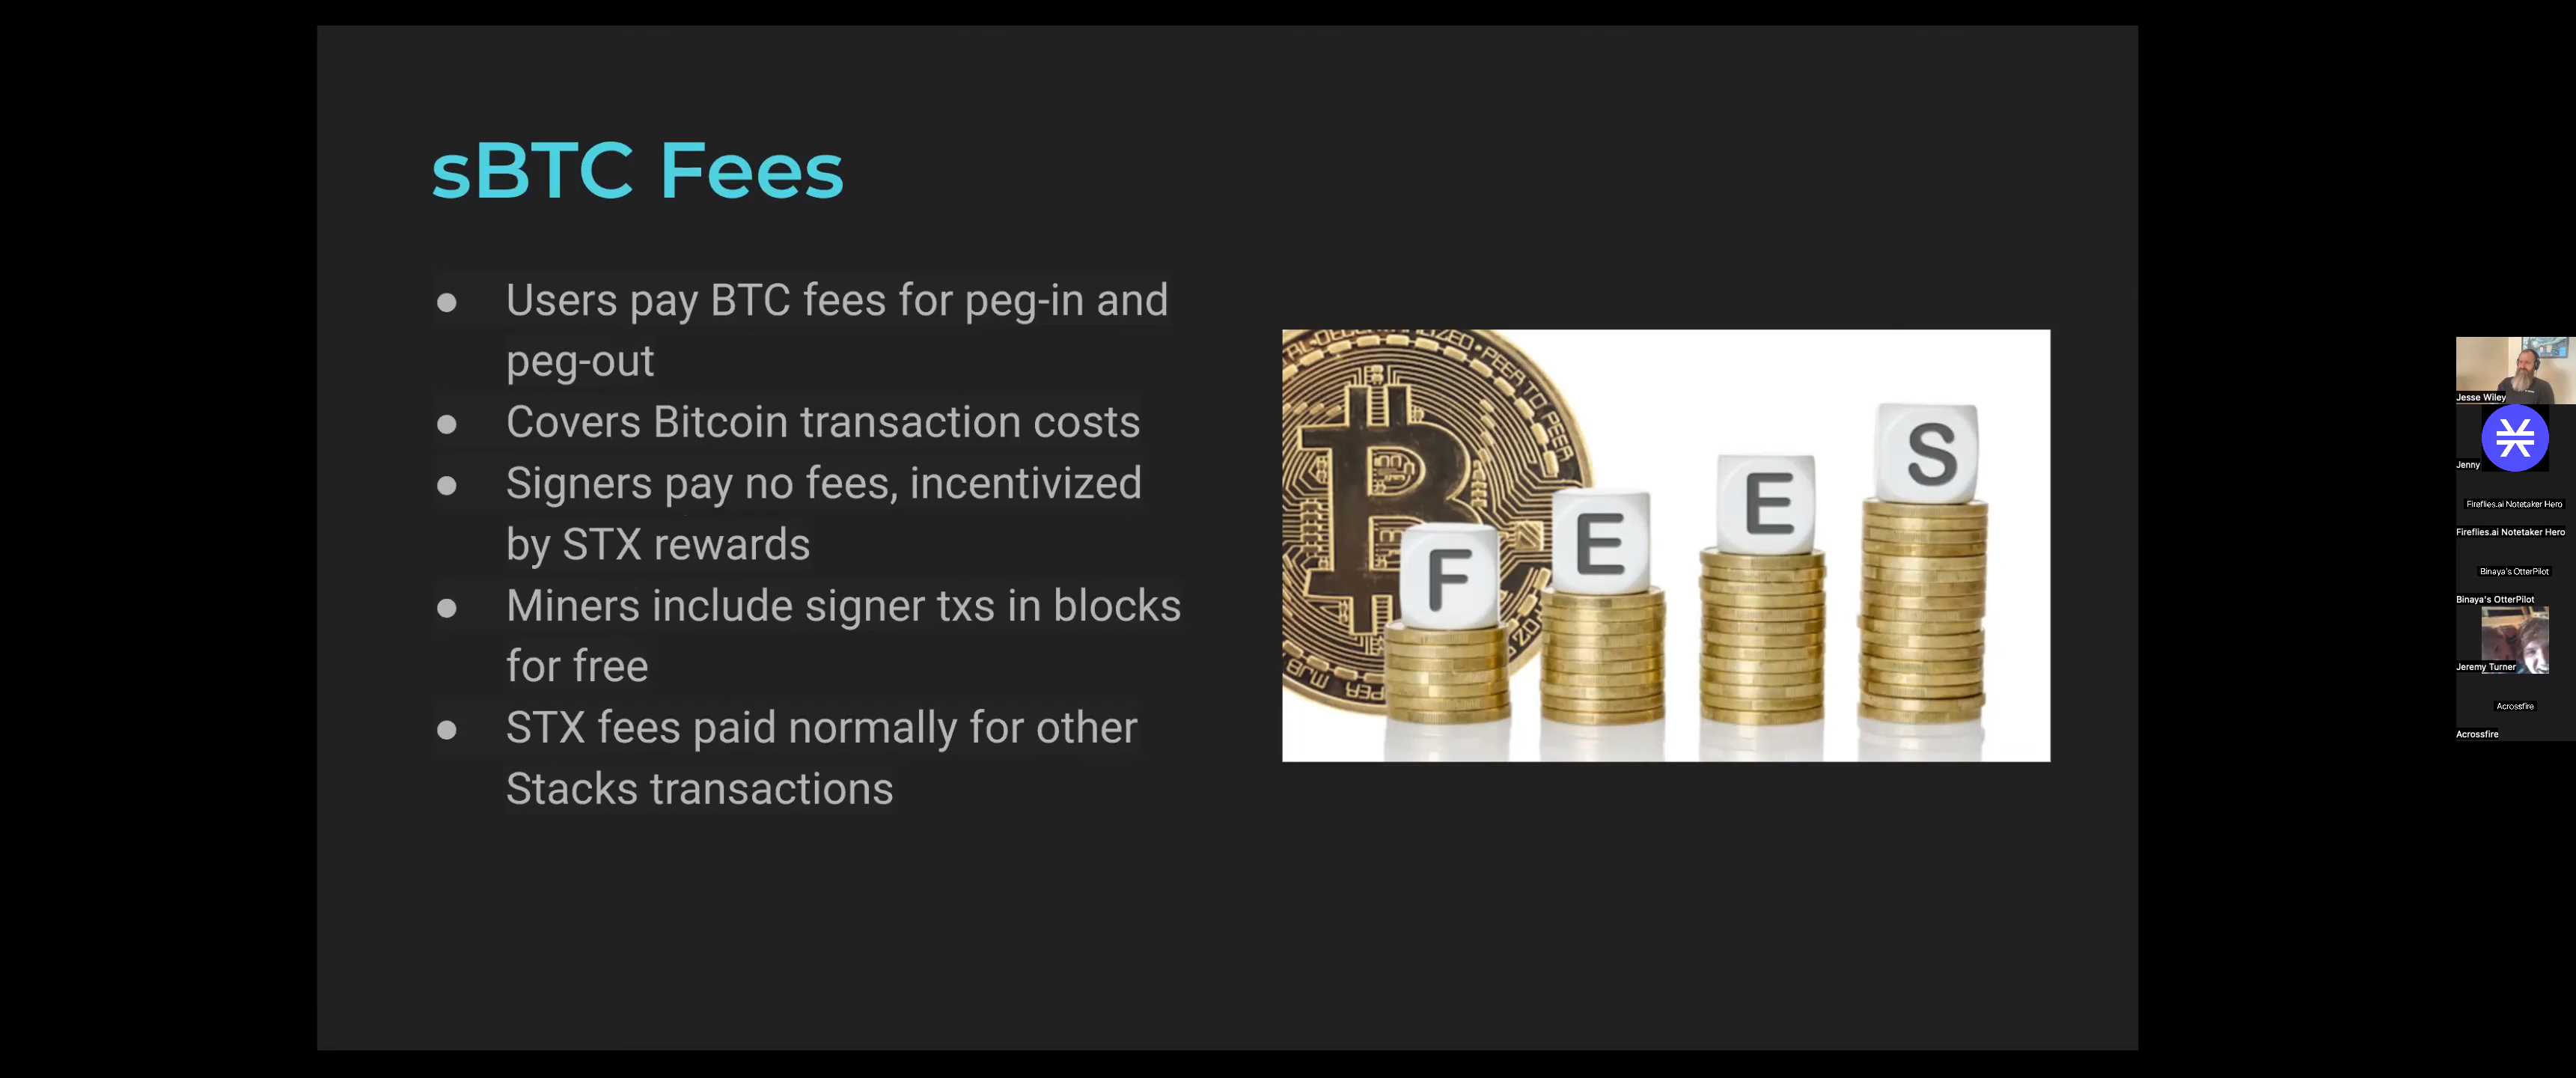 sBTC Fees
● Users pay BTC fees for peg-in and
peg-out
● Covers Bitcoin transaction costs
● Signers pay no fees, incentivized
by STX rewards
● Miners include signer txs in blocks
for free
● STX fees paid normally for other
Stacks transactions
PEER TO PEER
F E E S
Jesse Wiley
Jenny
Fireflies.ai Notetaker Hero
Fireflies.ai Notetaker Hero
Binaya's OtterPilot
Binaya's OtterPilot
Jeremy Turner
Acrossfire
Acrossfire